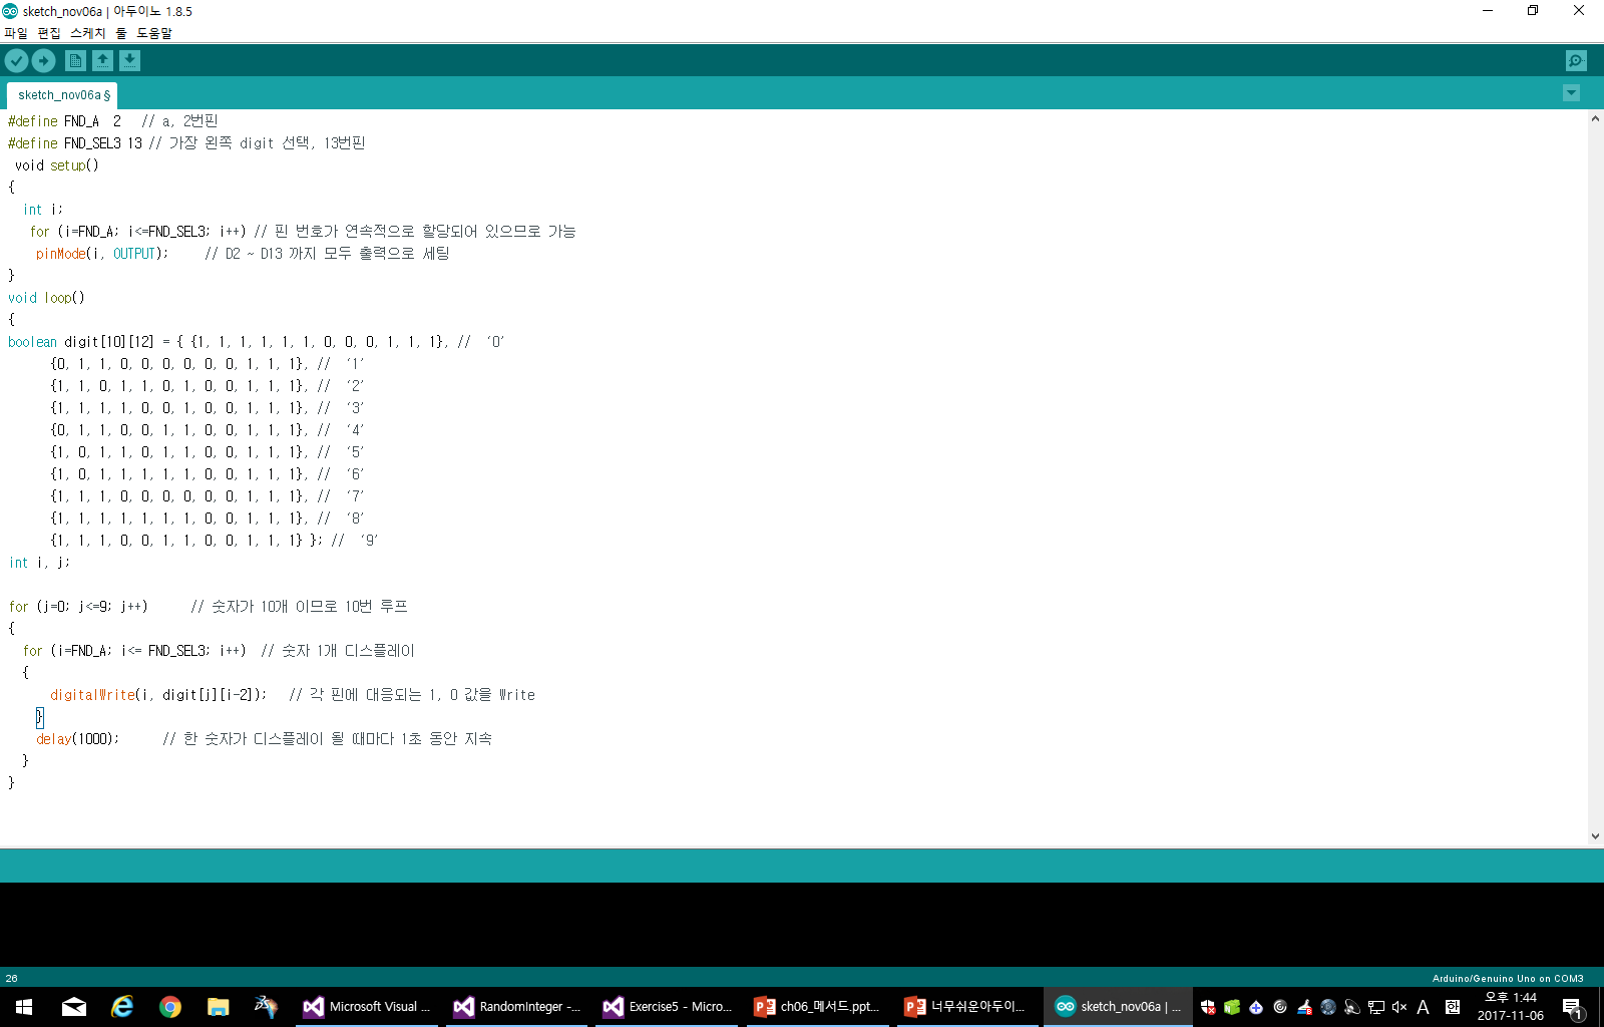 sketch_nov06a | 아두이노 1.8.5
파일 편집 스케치 툴 도움말
sketch_nov06a §
#define FND_A  2   // a, 2번핀
#define FND_SEL3 13 // 가장 왼쪽 digit 선택, 13번핀
void setup()
{
int i;
for (i=FND_A; i<=FND_SEL3; i++) // 핀 번호가 연속적으로 할당되어 있으므로 가능
pinMode(i, OUTPUT);     // D2 ~ D13 까지 모두 출력으로 세팅
}
void loop()
{
boolean digit[10][12] = { {1, 1, 1, 1, 1, 1, 0, 0, 0, 1, 1, 1}, //  ‘0’
{0, 1, 1, 0, 0, 0, 0, 0, 0, 1, 1, 1}, //  ‘1’
{1, 1, 0, 1, 1, 0, 1, 0, 0, 1, 1, 1}, //  ‘2’
{1, 1, 1, 1, 0, 0, 1, 0, 0, 1, 1, 1}, //  ‘3’
{0, 1, 1, 0, 0, 1, 1, 0, 0, 1, 1, 1}, //  ‘4’
{1, 0, 1, 1, 0, 1, 1, 0, 0, 1, 1, 1}, //  ‘5’
{1, 0, 1, 1, 1, 1, 1, 0, 0, 1, 1, 1}, //  ‘6’
{1, 1, 1, 0, 0, 0, 0, 0, 0, 1, 1, 1}, //  ‘7’
{1, 1, 1, 1, 1, 1, 1, 0, 0, 1, 1, 1}, //  ‘8’
{1, 1, 1, 0, 0, 1, 1, 0, 0, 1, 1, 1} }; //  ‘9’
int i, j;
for (j=0; j<=9; j++)      // 숫자가 10개 이므로 10번 루프
{
for (i=FND_A; i<= FND_SEL3; i++)  // 숫자 1개 디스플레이
{
digitalWrite(i, digit[j][i-2]);   // 각 핀에 대응되는 1, 0 값을 Write
}
delay(1000);      // 한 숫자가 디스플레이 될 때마다 1초 동안 지속
}
}
26
Arduino/Genuino Uno on COM3
Microsoft Visual ...
RandomInteger -...
Exercise5 - Micro...
ch06_메서드.ppt...
너무쉬운아두이...
sketch_nov06a | ...
A
한
오후 1:44
2017-11-06
1